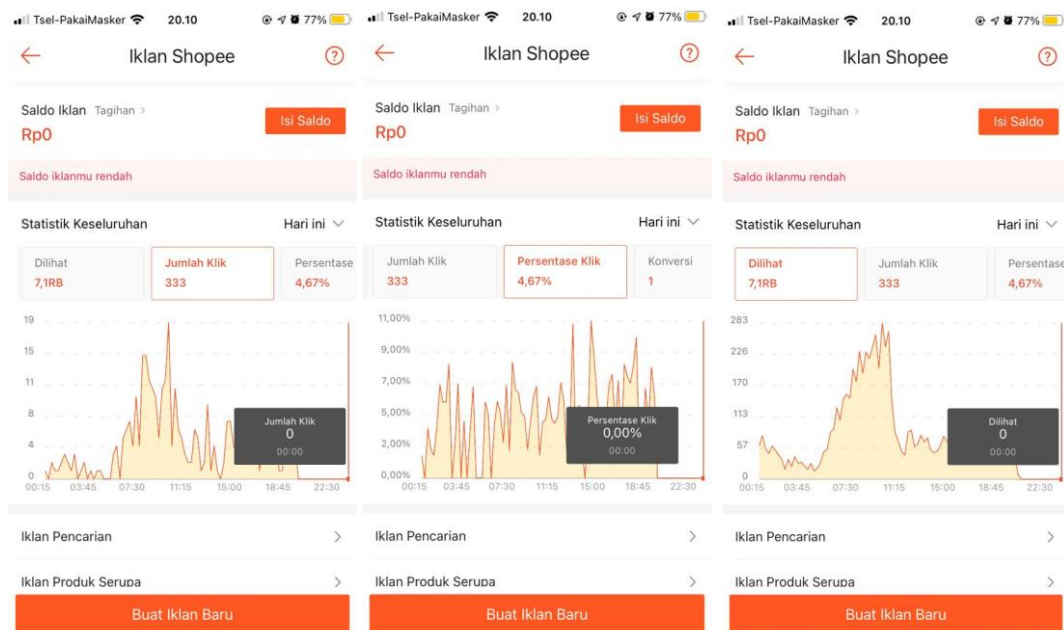 Tsel-PakaiMasker 20.10 77%
Iklan Shopee
Saldo Iklan Tagihan >
Rp0
Isi Saldo
Saldo iklanmu rendah
Statistik Keseluruhan Hari ini
Dilihat Jumlah Klik Persentase
7,1RB 333 4,67%
19
15
11
8
4
0
Jumlah Klik
0
00:00
00:15 03:45 07:30 11:15 15:00 18:45 22:30
Iklan Pencarian >
Iklan Produk Serupa >
Buat Iklan Baru
Tsel-PakaiMasker 20.10 77%
Iklan Shopee
Saldo Iklan Tagihan >
Rp0
Isi Saldo
Saldo iklanmu rendah
Statistik Keseluruhan Hari ini
Jumlah Klik Persentase Klik Konversi
333 4,67% 1
11,00%
9,00%
7,00%
5,00%
2,00%
0,00%
Persentase Klik
0,00%
00:00
00:15 03:45 07:30 11:15 15:00 18:45 22:30
Iklan Pencarian >
Iklan Produk Serupa >
Buat Iklan Baru
Tsel-PakaiMasker 20.10 77%
Iklan Shopee
Saldo Iklan Tagihan >
Rp0
Isi Saldo
Saldo iklanmu rendah
Statistik Keseluruhan Hari ini
Dilihat Jumlah Klik Persentase
7,1RB 333 4,67%
283
226
170
113
57
0
Dilihat
0
00:00
00:15 03:45 07:30 11:15 15:00 18:45 22:30
Iklan Pencarian >
Iklan Produk Serupa >
Buat Iklan Baru